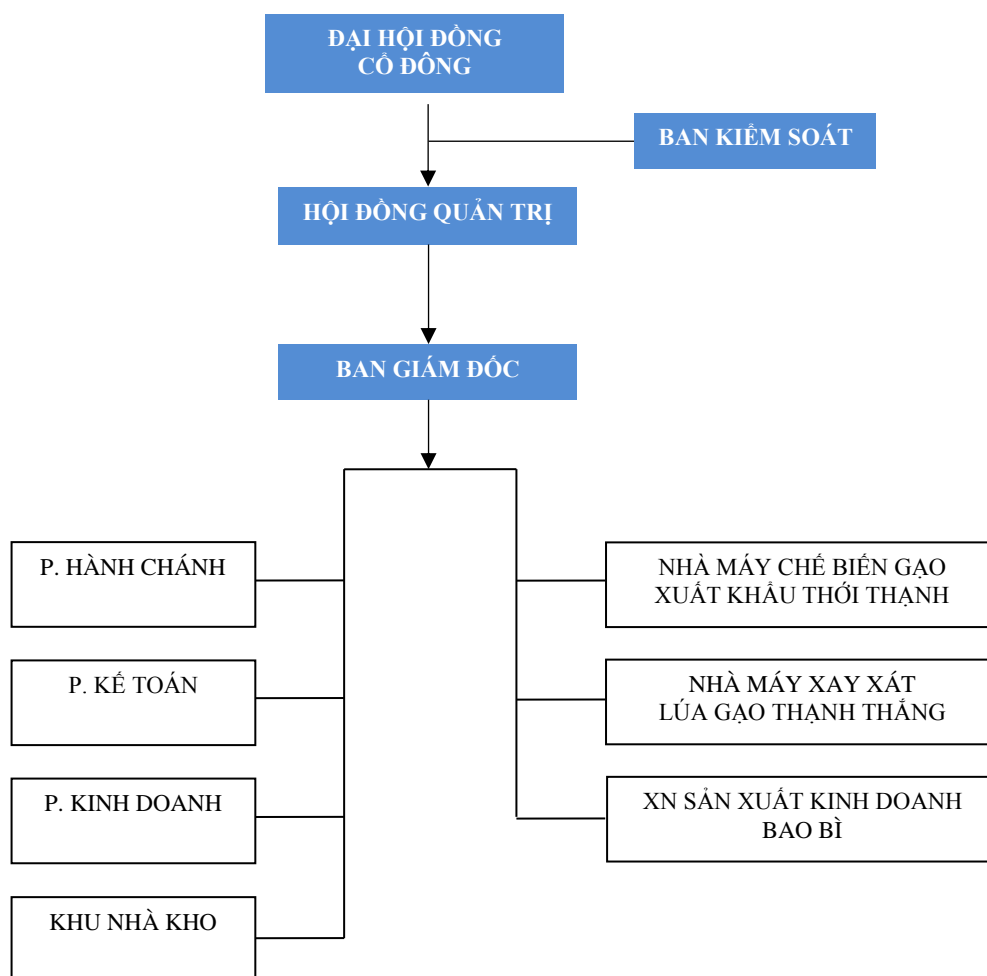 ĐẠI HỘI ĐỒNG
CỔ ĐÔNG
BAN KIỂM SOÁT
HỘI ĐỒNG QUẢN TRỊ
BAN GIÁM ĐỐC
P. HÀNH CHÁNH
NHÀ MÁY CHẾ BIẾN GẠO
XUẤT KHẨU THỚI THẠNH
P. KẾ TOÁN
NHÀ MÁY XAY XÁT
LÚA GẠO THẠNH THẮNG
P. KINH DOANH
XN SẢN XUẤT KINH DOANH
BAO BÌ
KHU NHÀ KHO